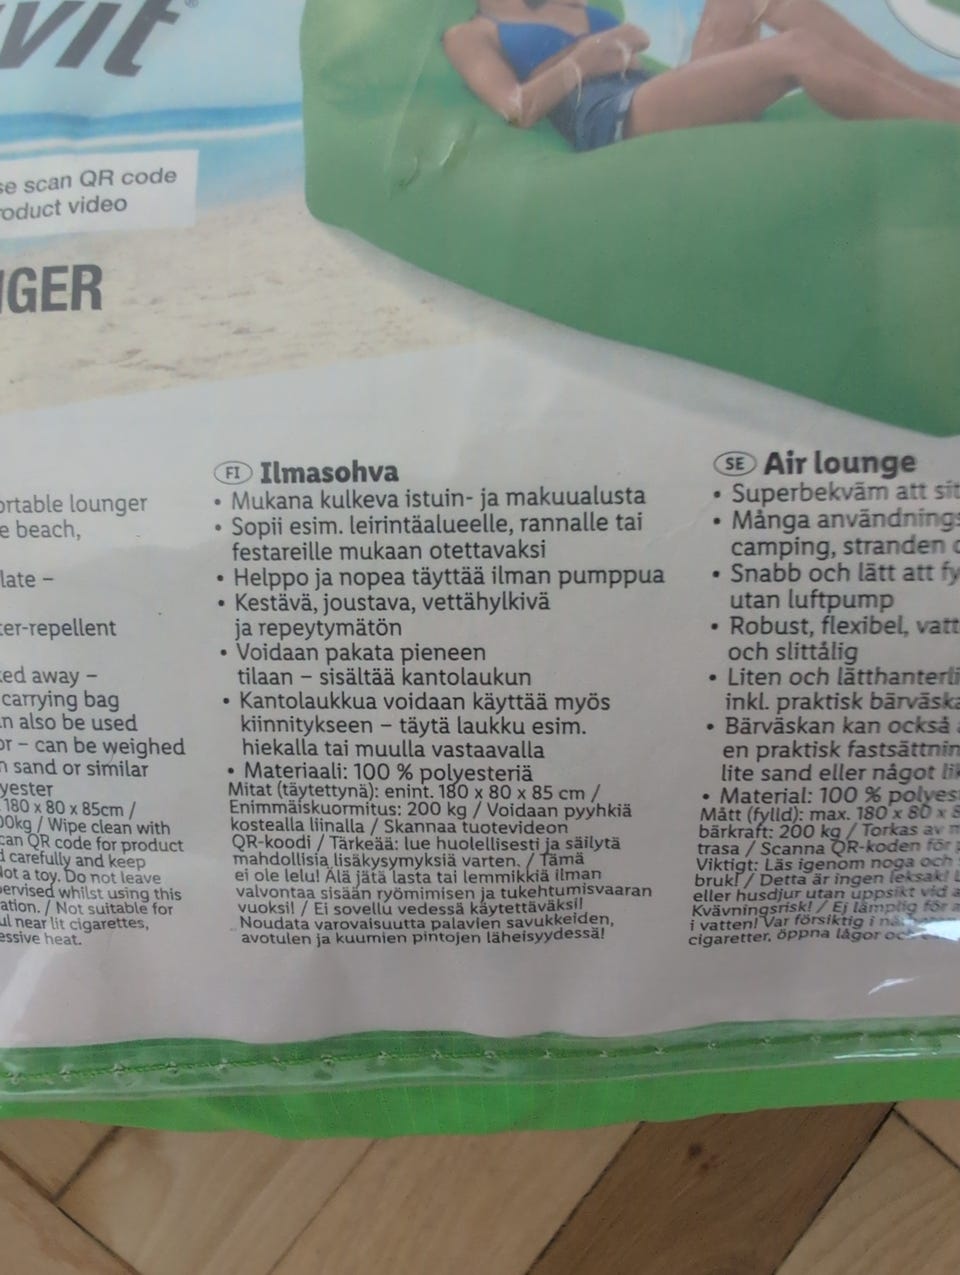 vit®
se scan QR code
oduct video
GER
ortable lounger
e beach,
late –
er-repellent
ed away –
carrying bag
n also be used
or – can be weighed
n sand or similar
yester
180 x 80 x 85cm /
00kg / Wipe clean with
can QR code for product
d carefully and keep
Not a toy. Do not leave
pervised whilst using this
ation. / Not suitable for
ul near lit cigarettes,
essive heat.
FI Ilmasohva
• Mukana kulkeva istuin- ja makuualusta
• Sopii esim. leirintäalueelle, rannalle tai
festareille mukaan otettavaksi
• Helppo ja nopea täyttää ilman pumppua
• Kestävä, joustava, vettähylkivä
ja repeytymätön
• Voidaan pakata pieneen
tilaan – sisältää kantolaukun
• Kantolaukkua voidaan käyttää myös
kiinnitykseen – täytä laukku esim.
hiekalla tai muulla vastaavalla
• Materiaali: 100 % polyesteriä
Mitat (täytettynä): enint. 180 x 80 x 85 cm /
Enimmäiskuormitus: 200 kg / Voidaan pyyhkiä
kostealla liinalla / Skannaa tuotevideon
QR-koodi / Tärkeää: lue huolellisesti ja säilytä
mahdollisia lisäkysymyksiä varten. / Tämä
ei ole lelu! Älä jätä lasta tai lemmikkiä ilman
valvontaa sisään ryömimisen ja tukehtumisvaaran
vuoksi! / Ei sovellu vedessä käytettäväksi!
Noudata varovaisuutta palavien savukkeiden,
avotulen ja kuumien pintojen läheisyydessä!
SE Air lounge
• Superbekväm att sit
• Många användnings
camping, stranden
• Snabb och lätt att fy
utan luftpump
• Robust, flexibel, vatt
och slittålig
• Liten och lätthanterli
inkl. praktisk bärväska
• Bärväskan kan också
en praktisk fastsättnin
lite sand eller något lik
• Material: 100 % polyes
Mått (fylld): max. 180 x 80 x 8
bärkraft: 200 kg / Torkas av m
trasa / Scanna QR-koden för
Viktigt: Läs igenom noga och
bruk! / Detta är ingen leksak! L
eller husdjur utan uppsikt vid
Kvävningsrisk! / Ej lämplig för
i vatten! Var försiktig i
cigaretter, öppna lågor